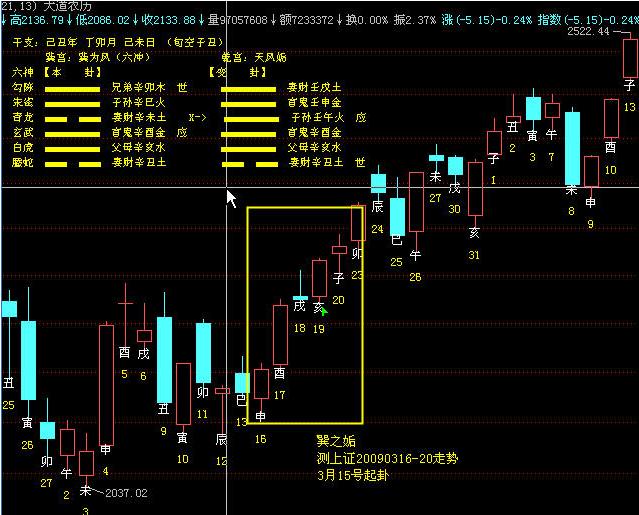 21,13) 大道农历
↓高2136.79↓低2086.02↓收2133.88↓量97057608↓额7233372↓换0.00% 振2.37% 涨(-5.15)-0.24% 指数(-5.15)-0.24%
2522.44
干支: 己丑年 丁卯月 己未日 (旬空子丑)
巽宫: 巽为风(六冲) 乾宫: 天风姤
六神 【本 卦】 【变 卦】
勾陈 兄弟辛卯木 世 妻财壬戌土
朱雀 子孙辛巳火 官鬼壬申金
青龙 妻财辛未土 X-> 子孙壬午火 应
玄武 官鬼辛酉金 应 官鬼辛酉金
白虎 父母辛亥水 父母辛亥水
螣蛇 妻财辛丑土 妻财辛丑土 世
丑 25
寅 26
卯 27
午 2
未 3
2037.02
申 4
酉 5
戌 6
丑 9
寅 10
卯 11
辰 12
巳 13
申 16
酉 17
戌 18
亥 19
子 20
卯 23
辰 24
巳 25
午 26
未 27
戌 30
亥 31
子 1
丑 2
寅 3
午 7
未 8
申 9
酉 10
子 13
巽之姤
测上证20090316-20走势
3月15号起卦